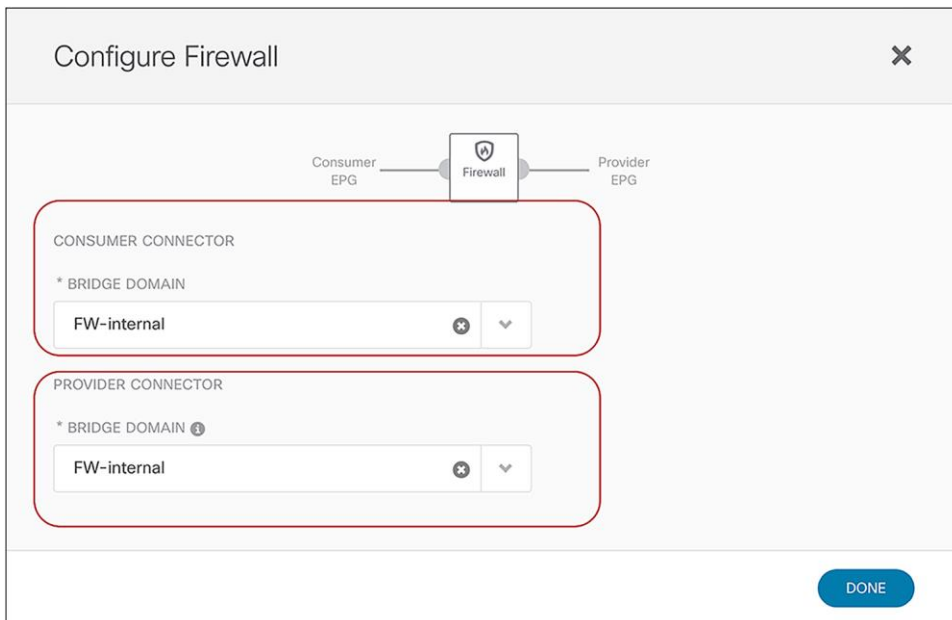 Configure Firewall
Consumer
EPG
Firewall
Provider
EPG
CONSUMER CONNECTOR
* BRIDGE DOMAIN
FW-internal
PROVIDER CONNECTOR
* BRIDGE DOMAIN
FW-internal
DONE